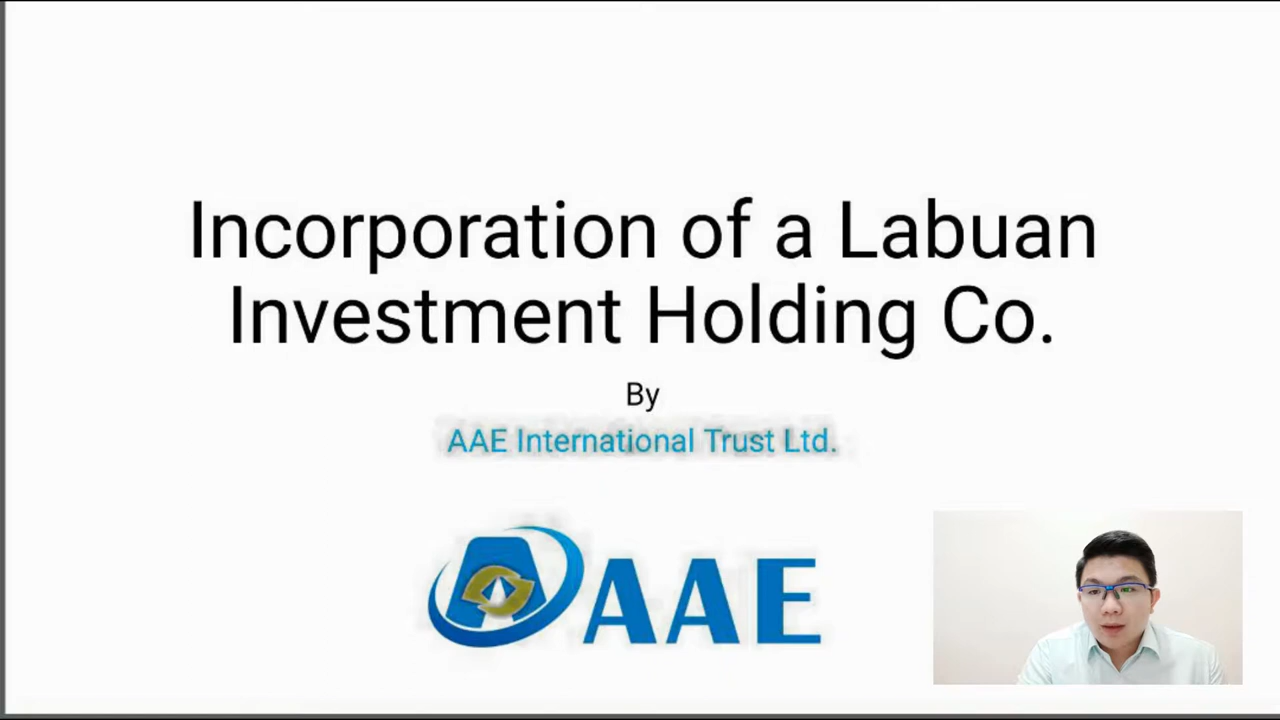 Incorporation of a Labuan
Investment Holding Co.
By
AAE International Trust Ltd.
AAE